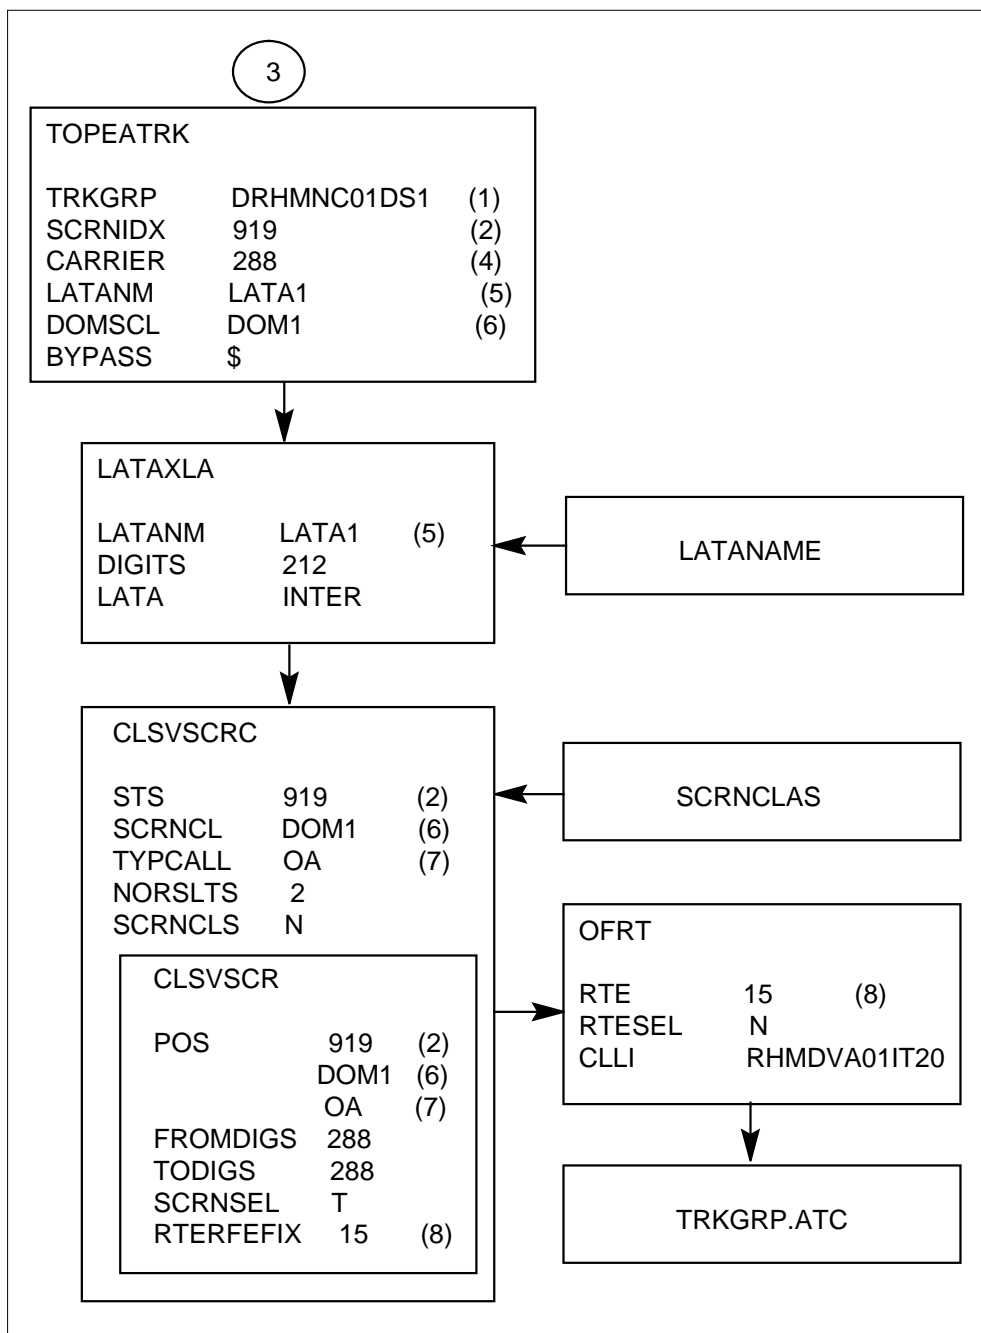 3
TOPEATRK
TRKGRP DRHMNC01DS1 (1)
SCRNIDX 919 (2)
CARRIER 288 (4)
LATANM LATA1 (5)
DOMSCL DOM1 (6)
BYPASS $
LATAXLA
LATANM LATA1 (5)
DIGITS 212
LATA INTER
LATANAME
CLSVSCRC
STS 919 (2)
SCRNCL DOM1 (6)
TYPCALL OA (7)
NORSLTS 2
SCRNCLS N
SCRNCLAS
CLSVSCR
POS 919 (2)
DOM1 (6)
OA (7)
FROMDIGS 288
TODIGS 288
SCRNSEL T
RTERFEFIX 15 (8)
OFRT
RTE 15 (8)
RTESEL N
CLLI RHMDVA01IT20
TRKGRP.ATC